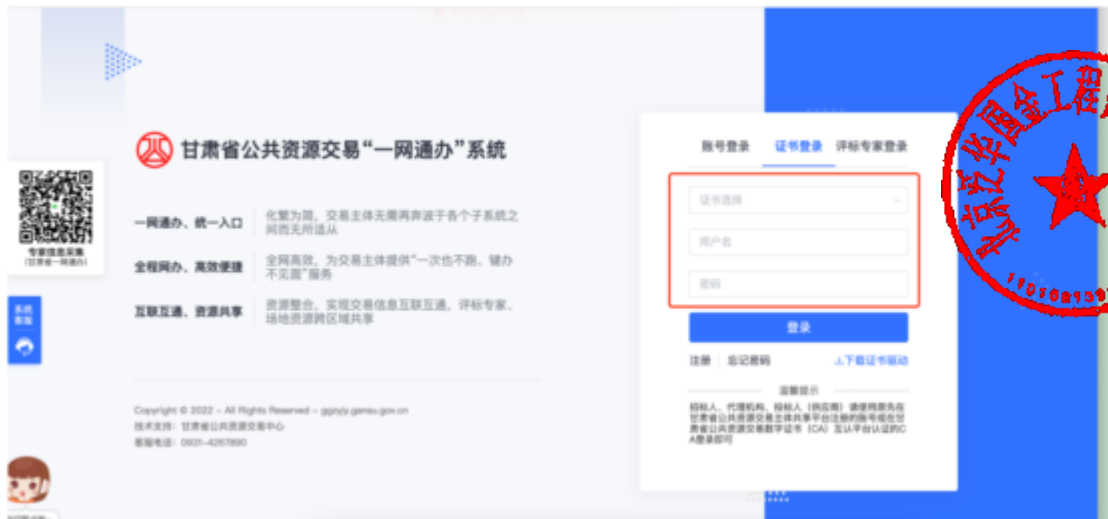 甘肃省公共资源交易“一网通办”系统
一网通办、统一入口
化繁为简，交易主体无需再奔波于各个子系统之
间而无所适从
全程网办、高效便捷
全网高效，为交易主体提供“一次也不跑、键办
不见面”服务
互联互通、资源共享
资源整合，实现交易信息互联互通，评标专家、
场地资源跨区域共享
Copyright © 2022 - All Rights Reserved - ggzyjy.gansu.gov.cn
技术支持：甘肃省公共资源交易中心
客服电话：0931-4267890
专家信息采集
(甘肃省一网通办)
系统
客服
账号登录 证书登录 评标专家登录
证书选择
用户名
密码
登录
注册 忘记密码 下载证书驱动
温馨提示
招标人、代理机构、投标人（供应商）请使用原先在
甘肃省公共资源交易主体共享平台注册的账号或在甘
肃省公共资源交易数字证书（CA）互认平台认证的C
A登录即可
工程